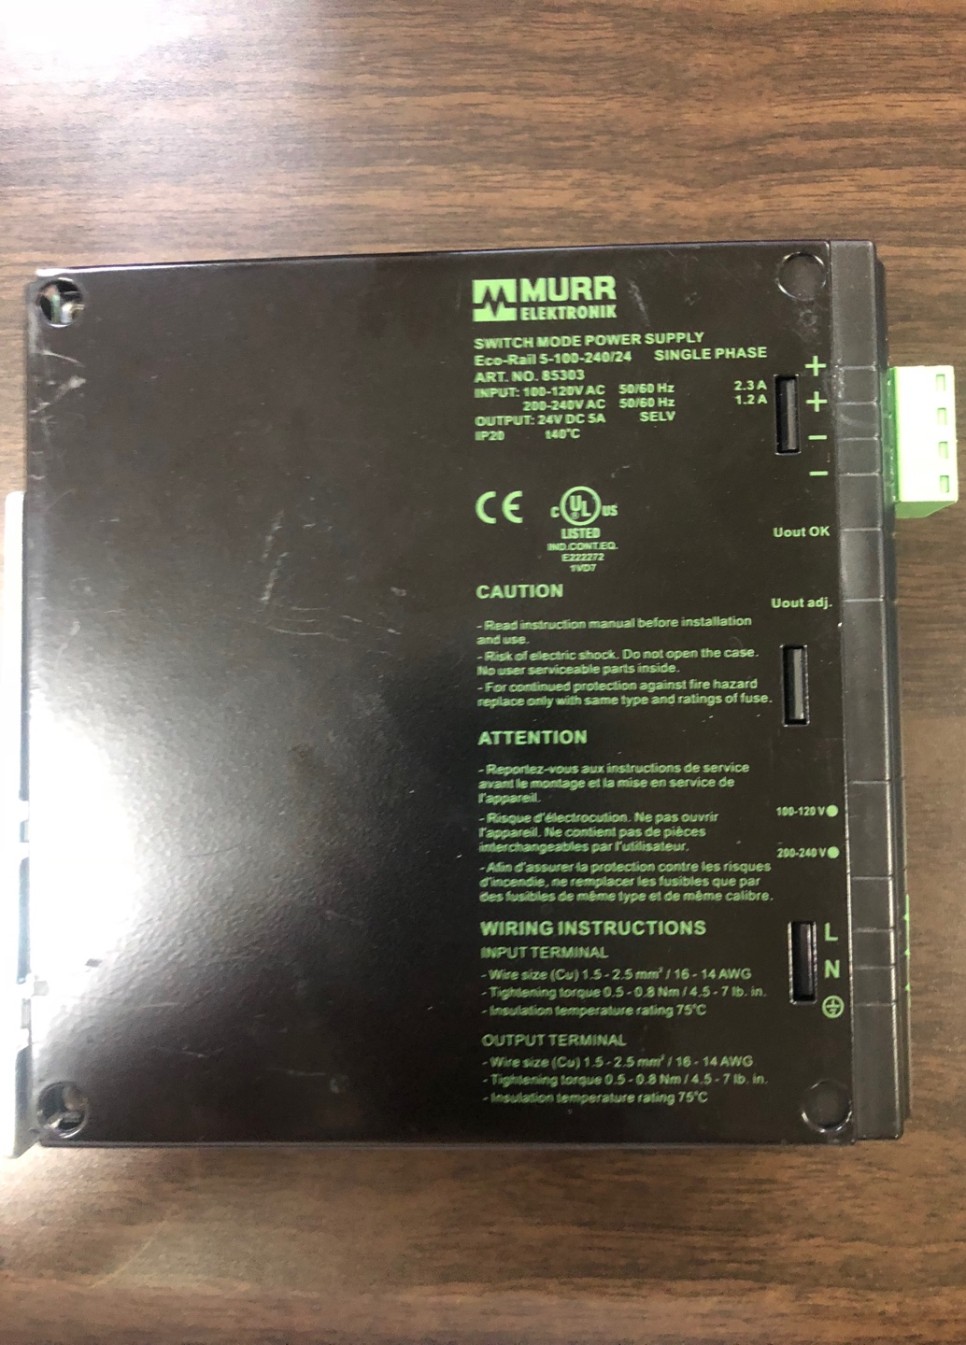 MURR
ELEKTRONIK
SWITCH MODE POWER SUPPLY
Eco-Rail 5-100-240/24 SINGLE PHASE
ART. NO. 85303
INPUT: 100-120V AC 50/60 Hz 2.3 A
200-240V AC 50/60 Hz 1.2 A
OUTPUT: 24V DC 5A SELV
IP20 t40°C
+
+
–
–
CE
C UL US
®
LISTED
IND.CONT.EQ.
E222272
1VD7
Uout OK
CAUTION
Uout adj.
- Read instruction manual before installation
and use.
- Risk of electric shock. Do not open the case.
No user serviceable parts inside.
- For continued protection against fire hazard
replace only with same type and ratings of fuse.
ATTENTION
- Reportez-vous aux instructions de service
avant le montage et la mise en service de
l'appareil.
- Risque d'électrocution. Ne pas ouvrir
l'appareil. Ne contient pas de pièces
interchangeables par l'utilisateur.
- Afin d'assurer la protection contre les risques
d'incendie, ne remplacer les fusibles que par
des fusibles de même type et de même calibre.
100-120 V
200-240 V
WIRING INSTRUCTIONS
INPUT TERMINAL
- Wire size (Cu) 1.5 - 2.5 mm² / 16 - 14 AWG
- Tightening torque 0.5 - 0.8 Nm / 4.5 - 7 lb. in.
- Insulation temperature rating 75°C
L
N
OUTPUT TERMINAL
- Wire size (Cu) 1.5 - 2.5 mm² / 16 - 14 AWG
- Tightening torque 0.5 - 0.8 Nm / 4.5 - 7 lb. in.
- Insulation temperature rating 75°C